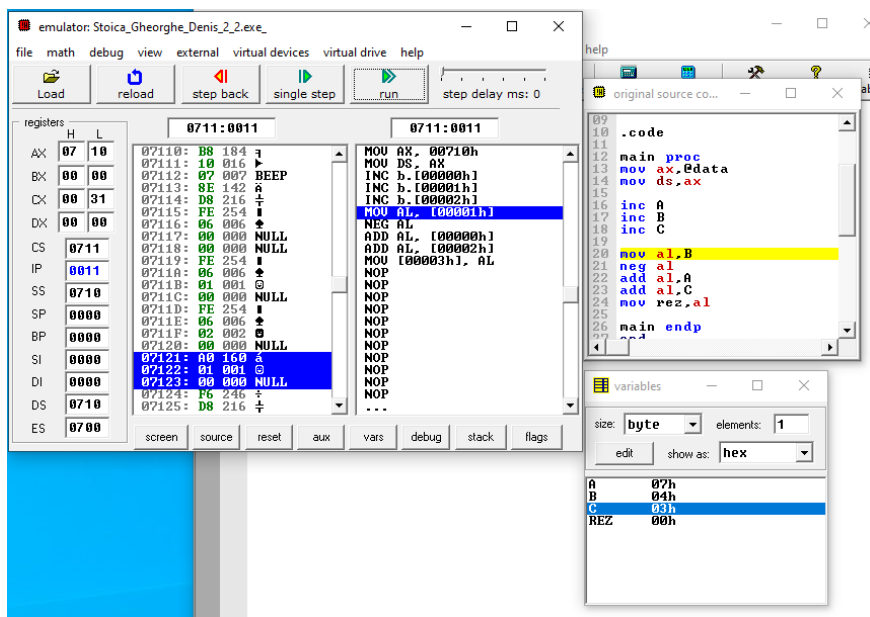 emulator: Stoica_Gheorghe_Denis_2_2.exe_
file math debug view external virtual devices virtual drive help
Load reload step back single step run step delay ms: 0
registers
H L
AX 07 10
BX 00 00
CX 00 31
DX 00 00
CS 0711
IP 0011
SS 0710
SP 0000
BP 0000
SI 0000
DI 0000
DS 0710
ES 0700
0711:0011
07110: B8 184 ╕
07111: 10 016 ►
07112: 07 007 BEEP
07113: 8E 142 Ä
07114: D8 216 ╪
07115: FE 254 ■
07116: 06 006 ♠
07117: 00 000 NULL
07118: 00 000 NULL
07119: FE 254 ■
0711A: 06 006 ♠
0711B: 01 001 ☺
0711C: 00 000 NULL
0711D: FE 254 ■
0711E: 06 006 ♠
0711F: 02 002 ☻
07120: 00 000 NULL
07121: A0 160 á
07122: 01 001 ☺
07123: 00 000 NULL
07124: F6 246 ÷
07125: D8 216 ╪
0711:0011
MOV AX, 00710h
MOV DS, AX
INC b.[00000h]
INC b.[00001h]
INC b.[00002h]
MOV AL, [00001h]
NEG AL
ADD AL, [00000h]
ADD AL, [00002h]
MOV [00003h], AL
NOP
NOP
NOP
NOP
NOP
NOP
NOP
NOP
NOP
NOP
NOP
...
screen source reset aux vars debug stack flags
help
original source co...
09
10 .code
11
12 main proc
13 mov ax,@data
14 mov ds,ax
15
16 inc A
17 inc B
18 inc C
19
20 mov al,B
21 neg al
22 add al,A
23 add al,C
24 mov rez,al
25
26 main endp
27 end
variables
size: byte elements: 1
edit show as: hex
A 07h
B 04h
C 03h
REZ 00h